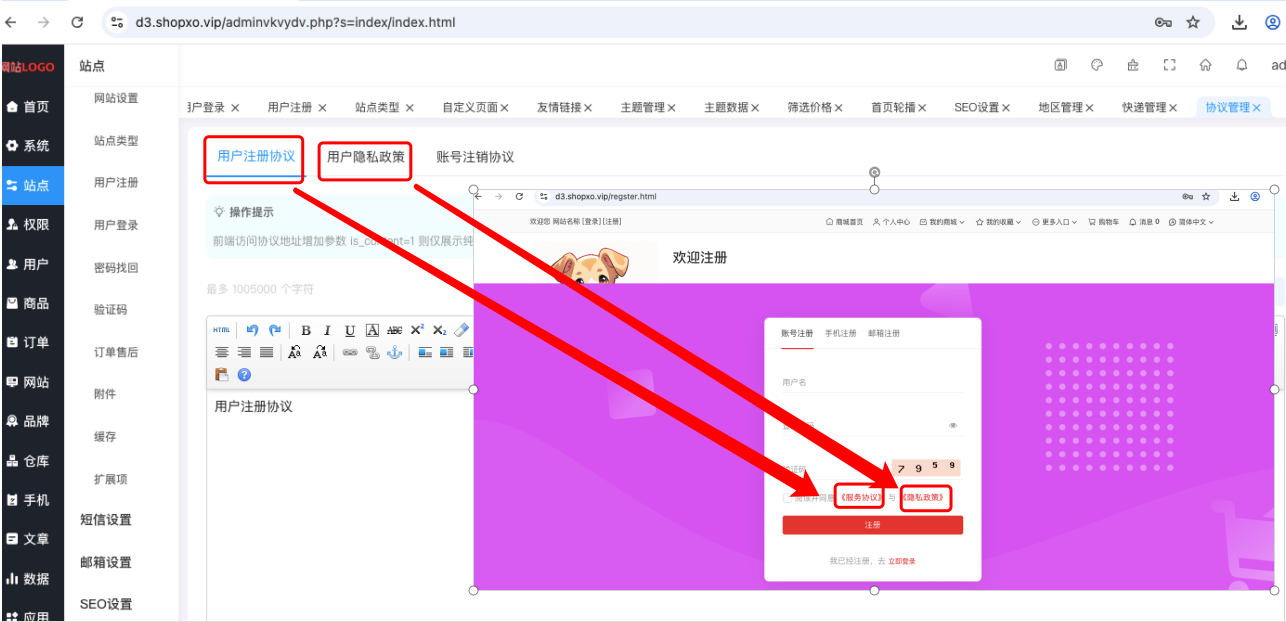 d3.shopxo.vip/adminvkvydv.php?s=index/index.html
网站LOGO
站点
首页
系统
站点
权限
用户
商品
订单
网站
品牌
仓库
手机
文章
数据
应用
网站设置
站点类型
用户注册
用户登录
密码找回
验证码
订单售后
附件
缓存
扩展项
短信设置
邮箱设置
SEO设置
用户登录 × 用户注册 × 站点类型 × 自定义页面 × 友情链接 × 主题管理 × 主题数据 × 筛选价格 × 首页轮播 × SEO设置 × 地区管理 × 快递管理 × 协议管理 ×
用户注册协议 用户隐私政策 账号注销协议
操作提示
前端访问协议地址增加参数 is_content=1 则仅展示纯
最多 1005000 个字符
HTML B I U A ABC X² X₂
用户注册协议
d3.shopxo.vip/regster.html
欢迎您 网站名称 [登录] [注册]
商城首页 个人中心 我的商城 我的收藏 更多入口 购物车 消息 0 简体中文
欢迎注册
账号注册 手机注册 邮箱注册
用户名
验证码
7 9 5 9
阅读并同意 《服务协议》 与 《隐私政策》
注册
我已经注册，去 立即登录